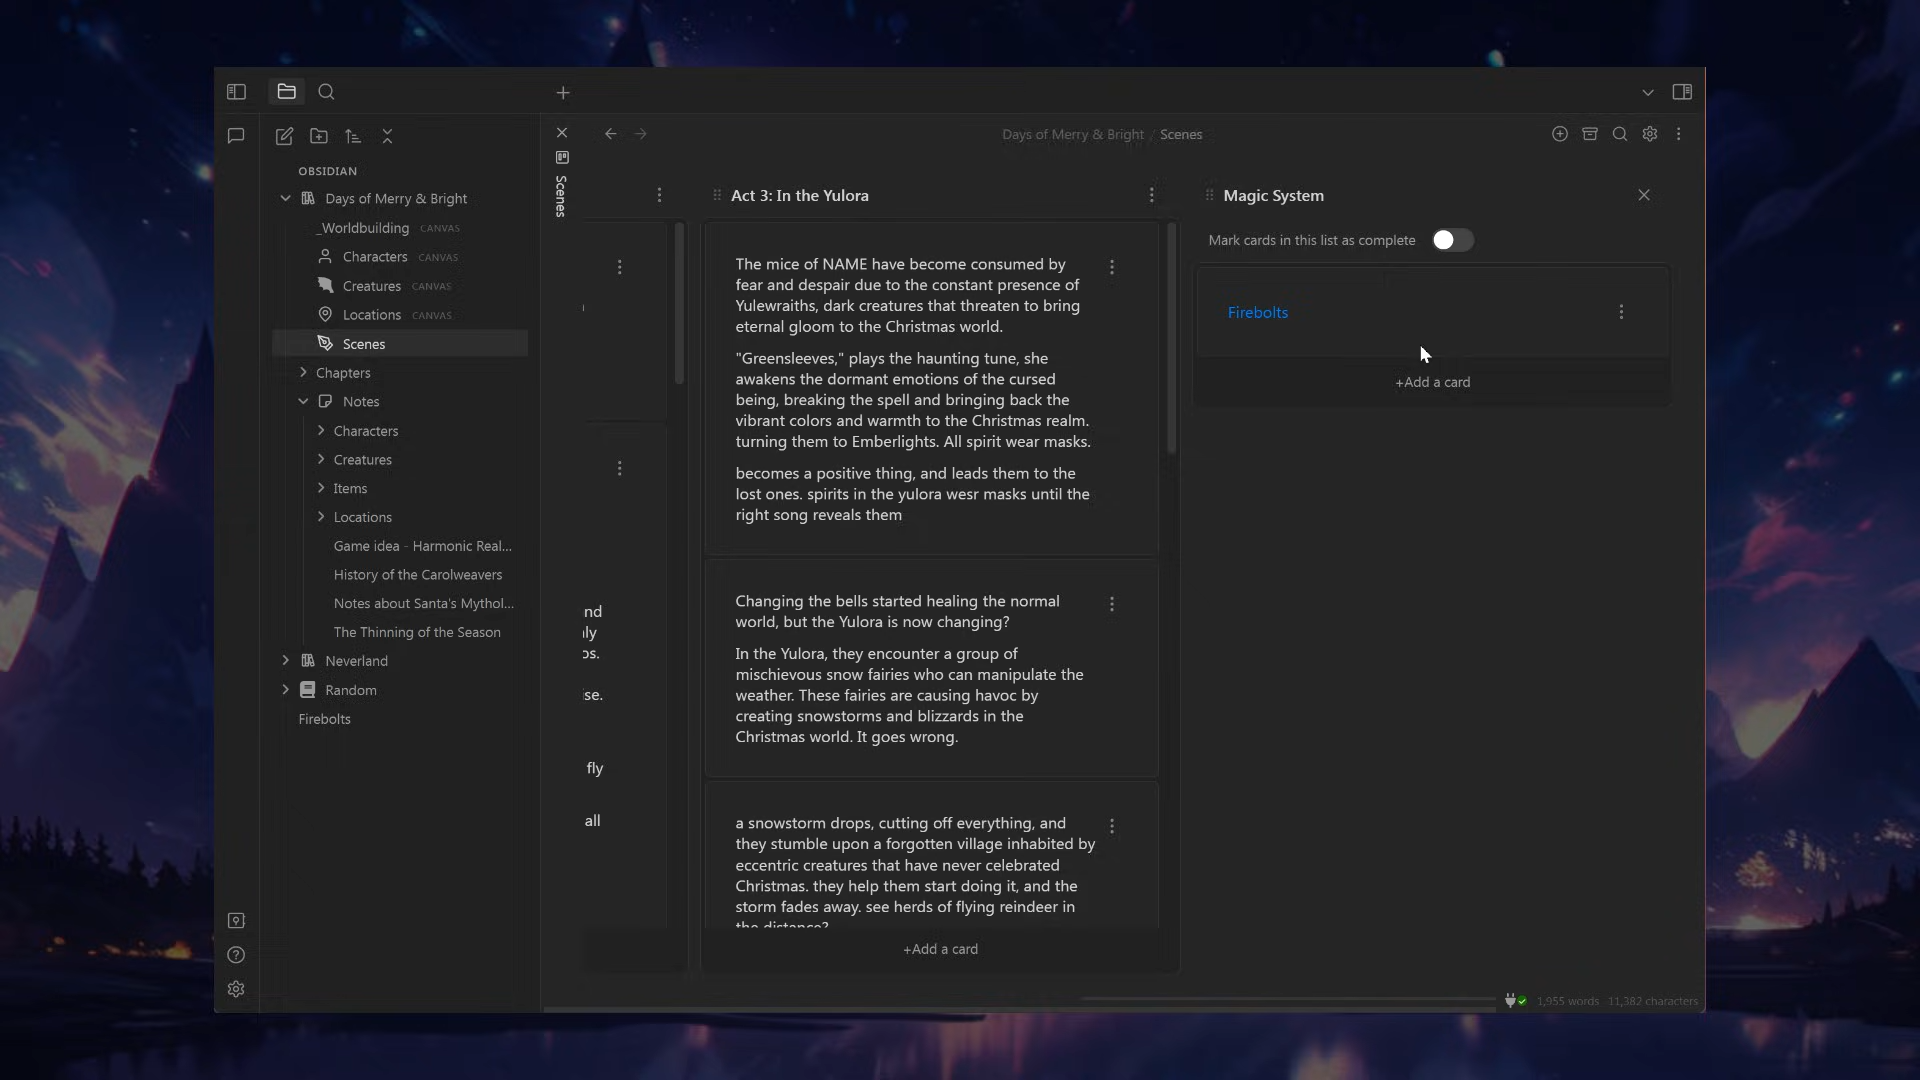 Days of Merry & Bright / Scenes
OBSIDIAN
Days of Merry & Bright
_Worldbuilding CANVAS
Characters CANVAS
Creatures CANVAS
Locations CANVAS
Scenes
Chapters
Notes
Characters
Creatures
Items
Locations
Game idea - Harmonic Real...
History of the Carolweavers
Notes about Santa's Mythol...
The Thinning of the Season
Neverland
Random
Firebolts
Scenes
nd
ly
os.
ise.
fly
all
Act 3: In the Yulora
The mice of NAME have become consumed by
fear and despair due to the constant presence of
Yulewraiths, dark creatures that threaten to bring
eternal gloom to the Christmas world.
"Greensleeves," plays the haunting tune, she
awakens the dormant emotions of the cursed
being, breaking the spell and bringing back the
vibrant colors and warmth to the Christmas realm.
turning them to Emberlights. All spirit wear masks.
becomes a positive thing, and leads them to the
lost ones. spirits in the yulora wesr masks until the
right song reveals them
Changing the bells started healing the normal
world, but the Yulora is now changing?
In the Yulora, they encounter a group of
mischievous snow fairies who can manipulate the
weather. These fairies are causing havoc by
creating snowstorms and blizzards in the
Christmas world. It goes wrong.
a snowstorm drops, cutting off everything, and
they stumble upon a forgotten village inhabited by
eccentric creatures that have never celebrated
Christmas. they help them start doing it, and the
storm fades away. see herds of flying reindeer in
the distance?
+Add a card
Magic System
Mark cards in this list as complete
Firebolts
+Add a card
1,955 words 11,382 characters